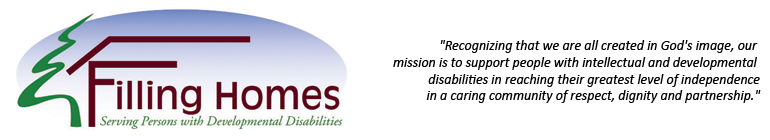 Filling Homes
Serving Persons with Developmental Disabilities
"Recognizing that we are all created in God's image, our
mission is to support people with intellectual and developmental
disabilities in reaching their greatest level of independence
in a caring community of respect, dignity and partnership."